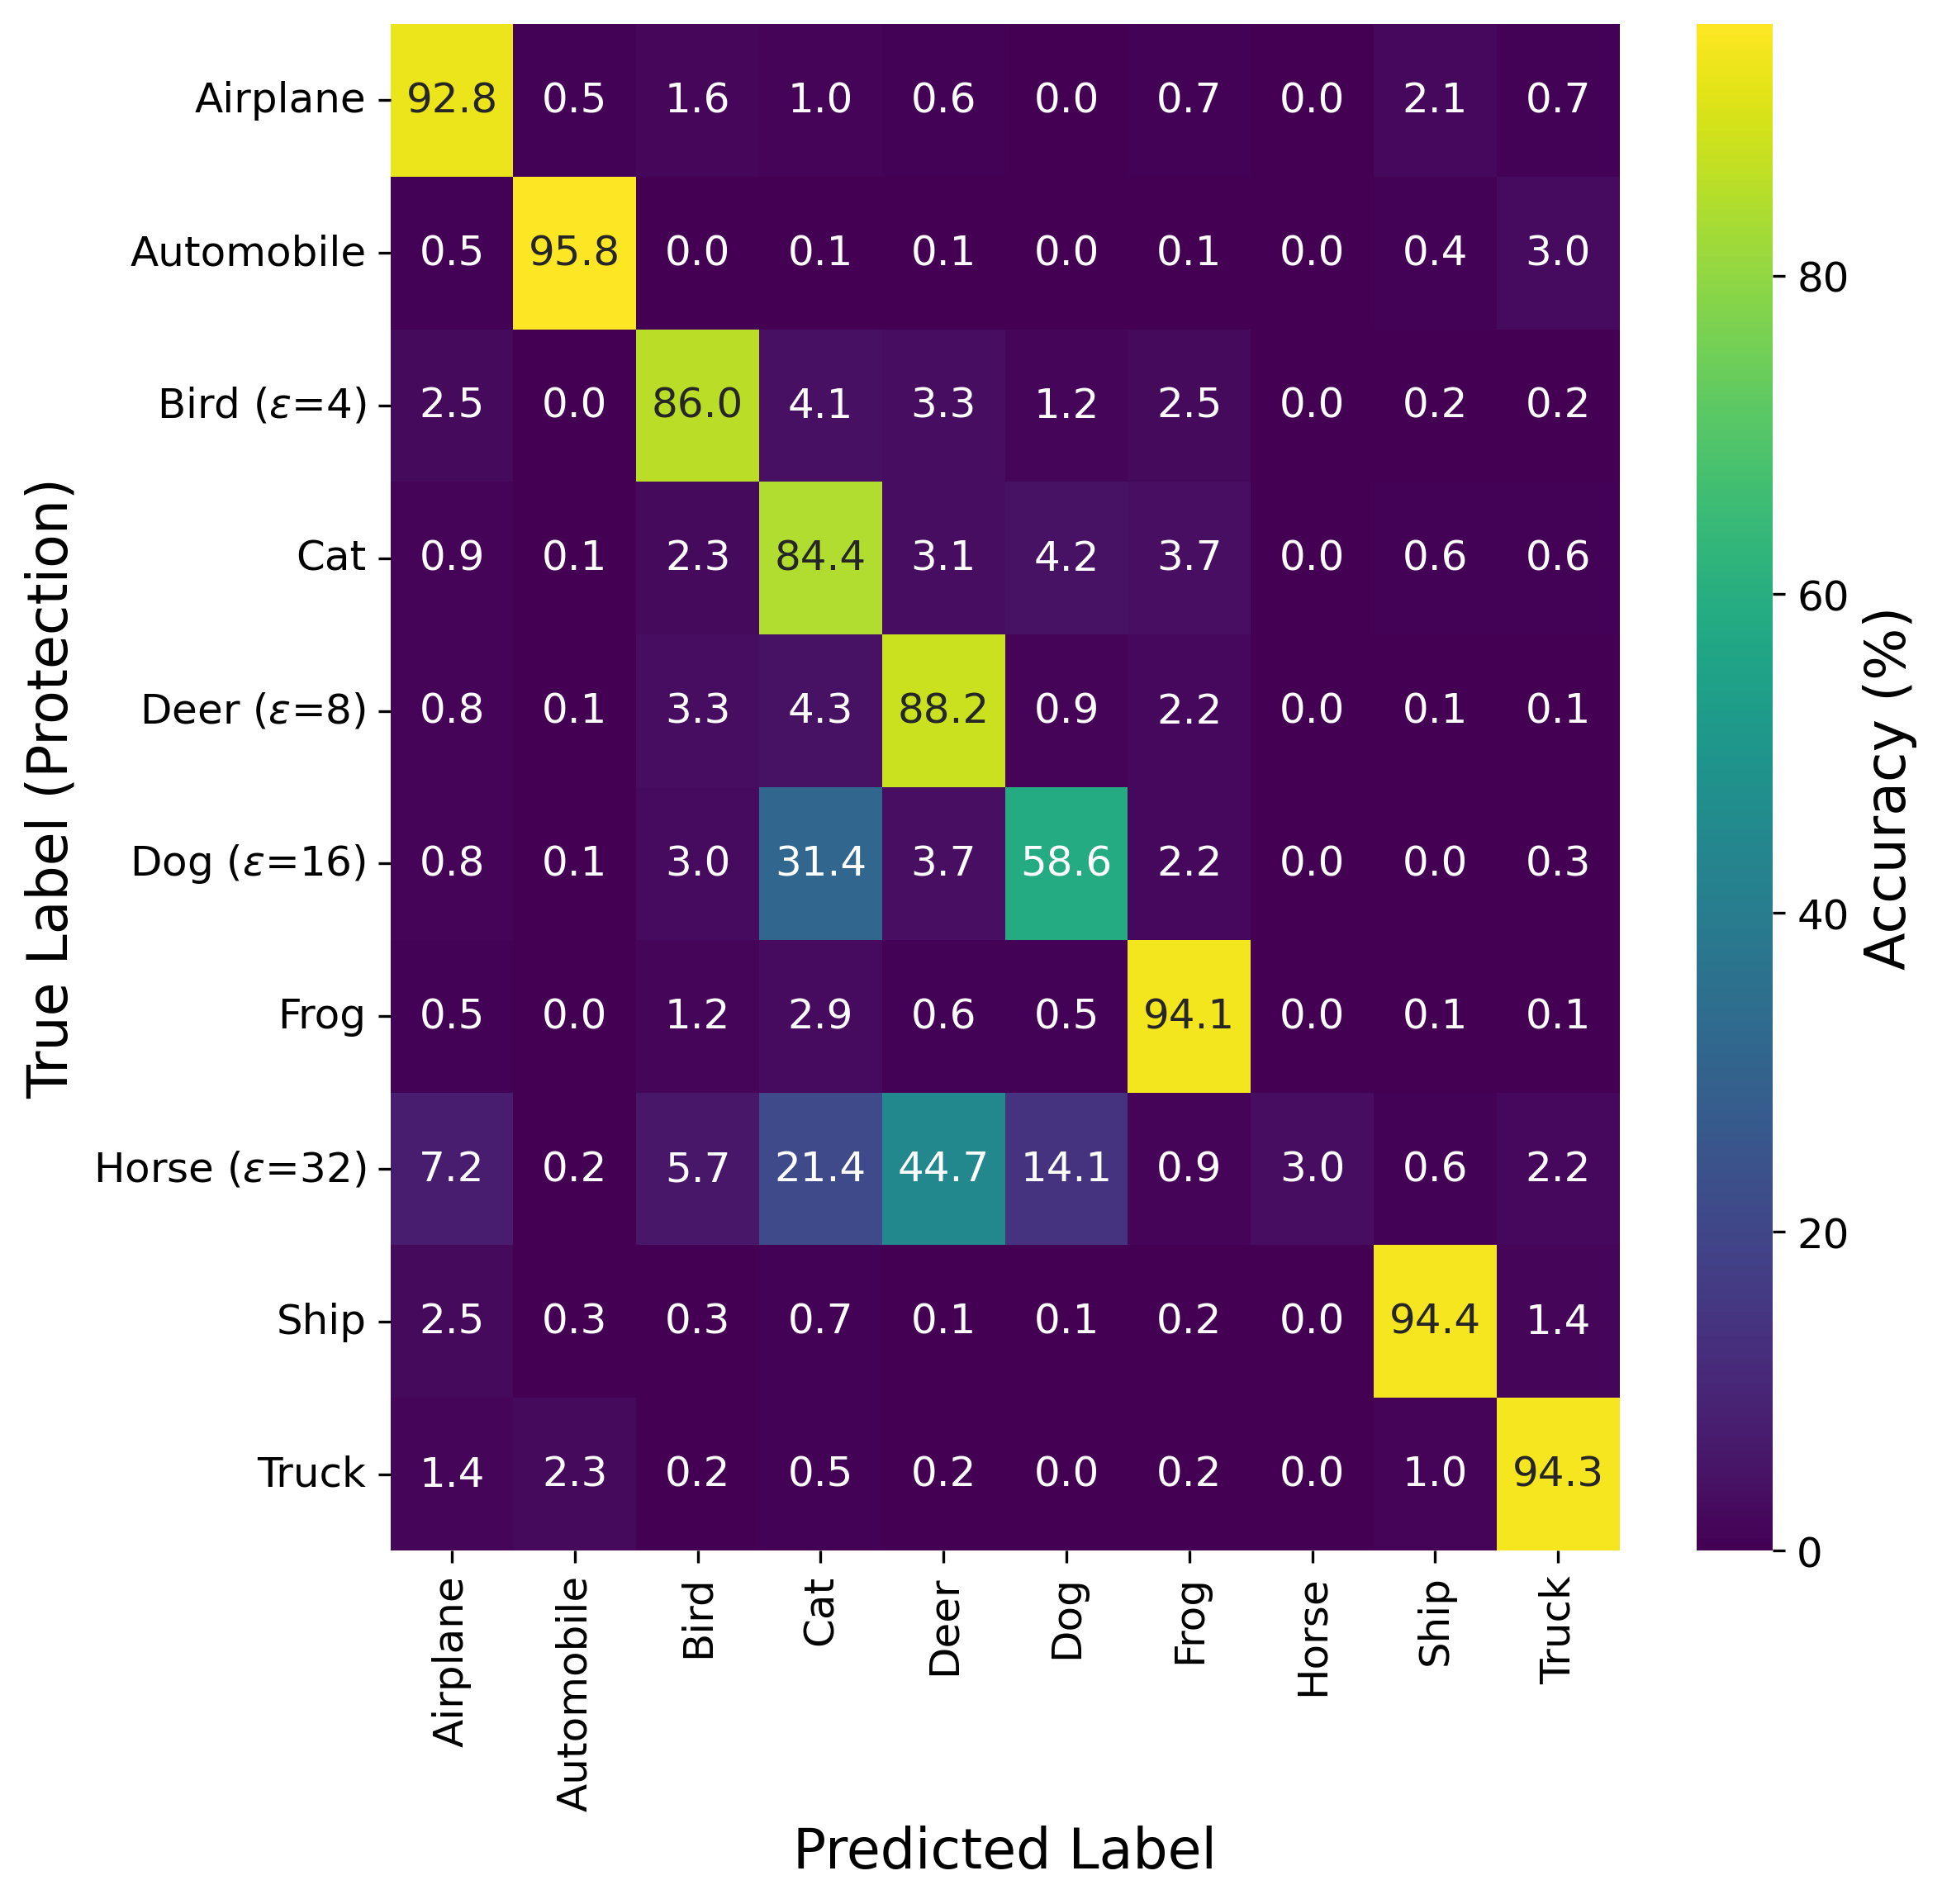 True Label (Protection)
Airplane 92.8 0.5 1.6 1.0 0.6 0.0 0.7 0.0 2.1 0.7
Automobile 0.5 95.8 0.0 0.1 0.1 0.0 0.1 0.0 0.4 3.0
Bird (ε=4) 2.5 0.0 86.0 4.1 3.3 1.2 2.5 0.0 0.2 0.2
Cat 0.9 0.1 2.3 84.4 3.1 4.2 3.7 0.0 0.6 0.6
Deer (ε=8) 0.8 0.1 3.3 4.3 88.2 0.9 2.2 0.0 0.1 0.1
Dog (ε=16) 0.8 0.1 3.0 31.4 3.7 58.6 2.2 0.0 0.0 0.3
Frog 0.5 0.0 1.2 2.9 0.6 0.5 94.1 0.0 0.1 0.1
Horse (ε=32) 7.2 0.2 5.7 21.4 44.7 14.1 0.9 3.0 0.6 2.2
Ship 2.5 0.3 0.3 0.7 0.1 0.1 0.2 0.0 94.4 1.4
Truck 1.4 2.3 0.2 0.5 0.2 0.0 0.2 0.0 1.0 94.3
Airplane
Automobile
Bird
Cat
Deer
Dog
Frog
Horse
Ship
Truck
Predicted Label
80
60
40
20
0
Accuracy (%)